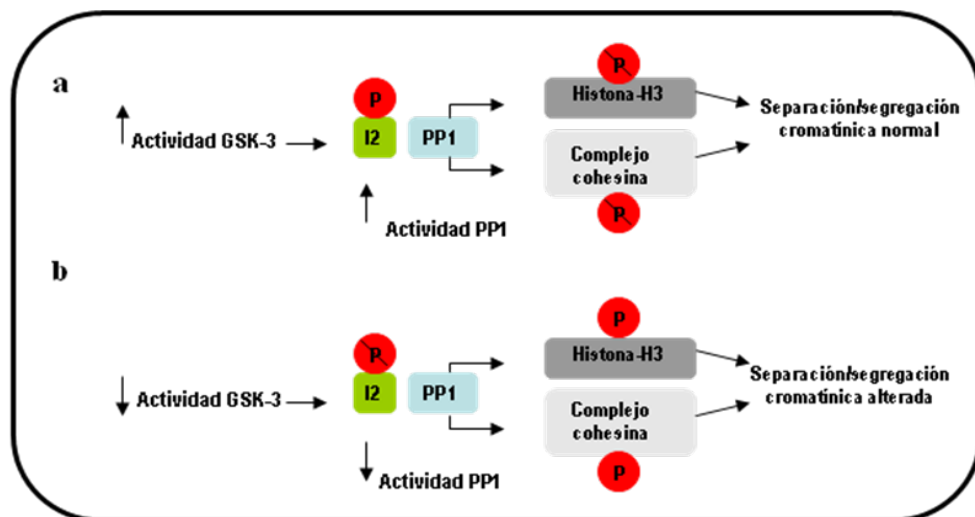 a
P
P
Histona-H3
Separación/segregación
cromatínica normal
Actividad GSK-3
I2
PP1
Complejo
cohesina
P
Actividad PP1
b
P
P
Histona-H3
Separación/segregación
cromatínica alterada
Actividad GSK-3
I2
PP1
Complejo
cohesina
P
Actividad PP1